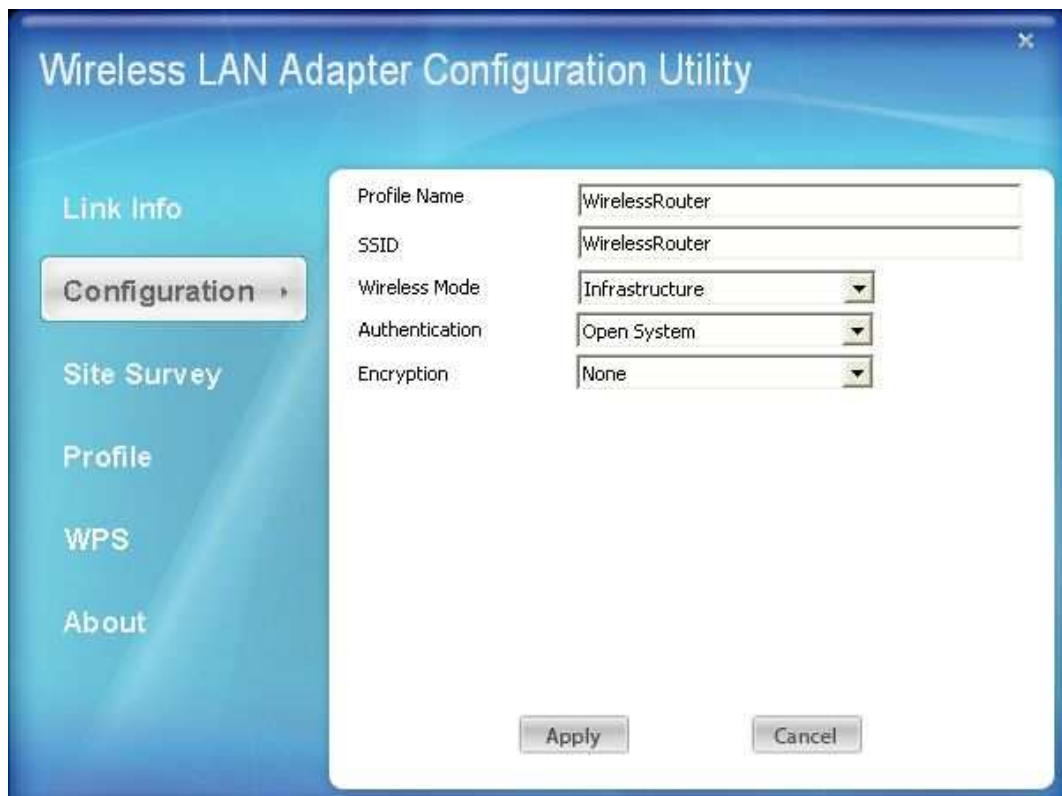 Wireless LAN Adapter Configuration Utility
Link Info
Configuration
Site Survey
Profile
WPS
About
Profile Name WirelessRouter
SSID WirelessRouter
Wireless Mode Infrastructure
Authentication Open System
Encryption None
Apply Cancel